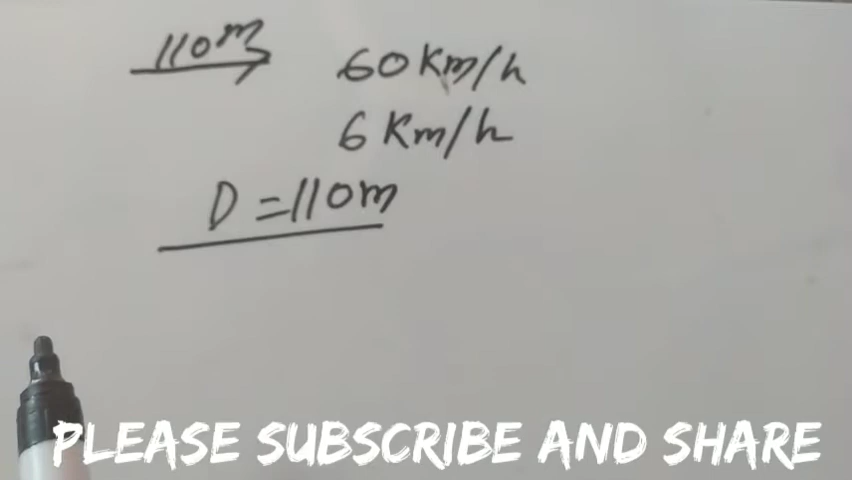 110m
60 Km/h
6 Km/h
D = 110m
PLEASE SUBSCRIBE AND SHARE